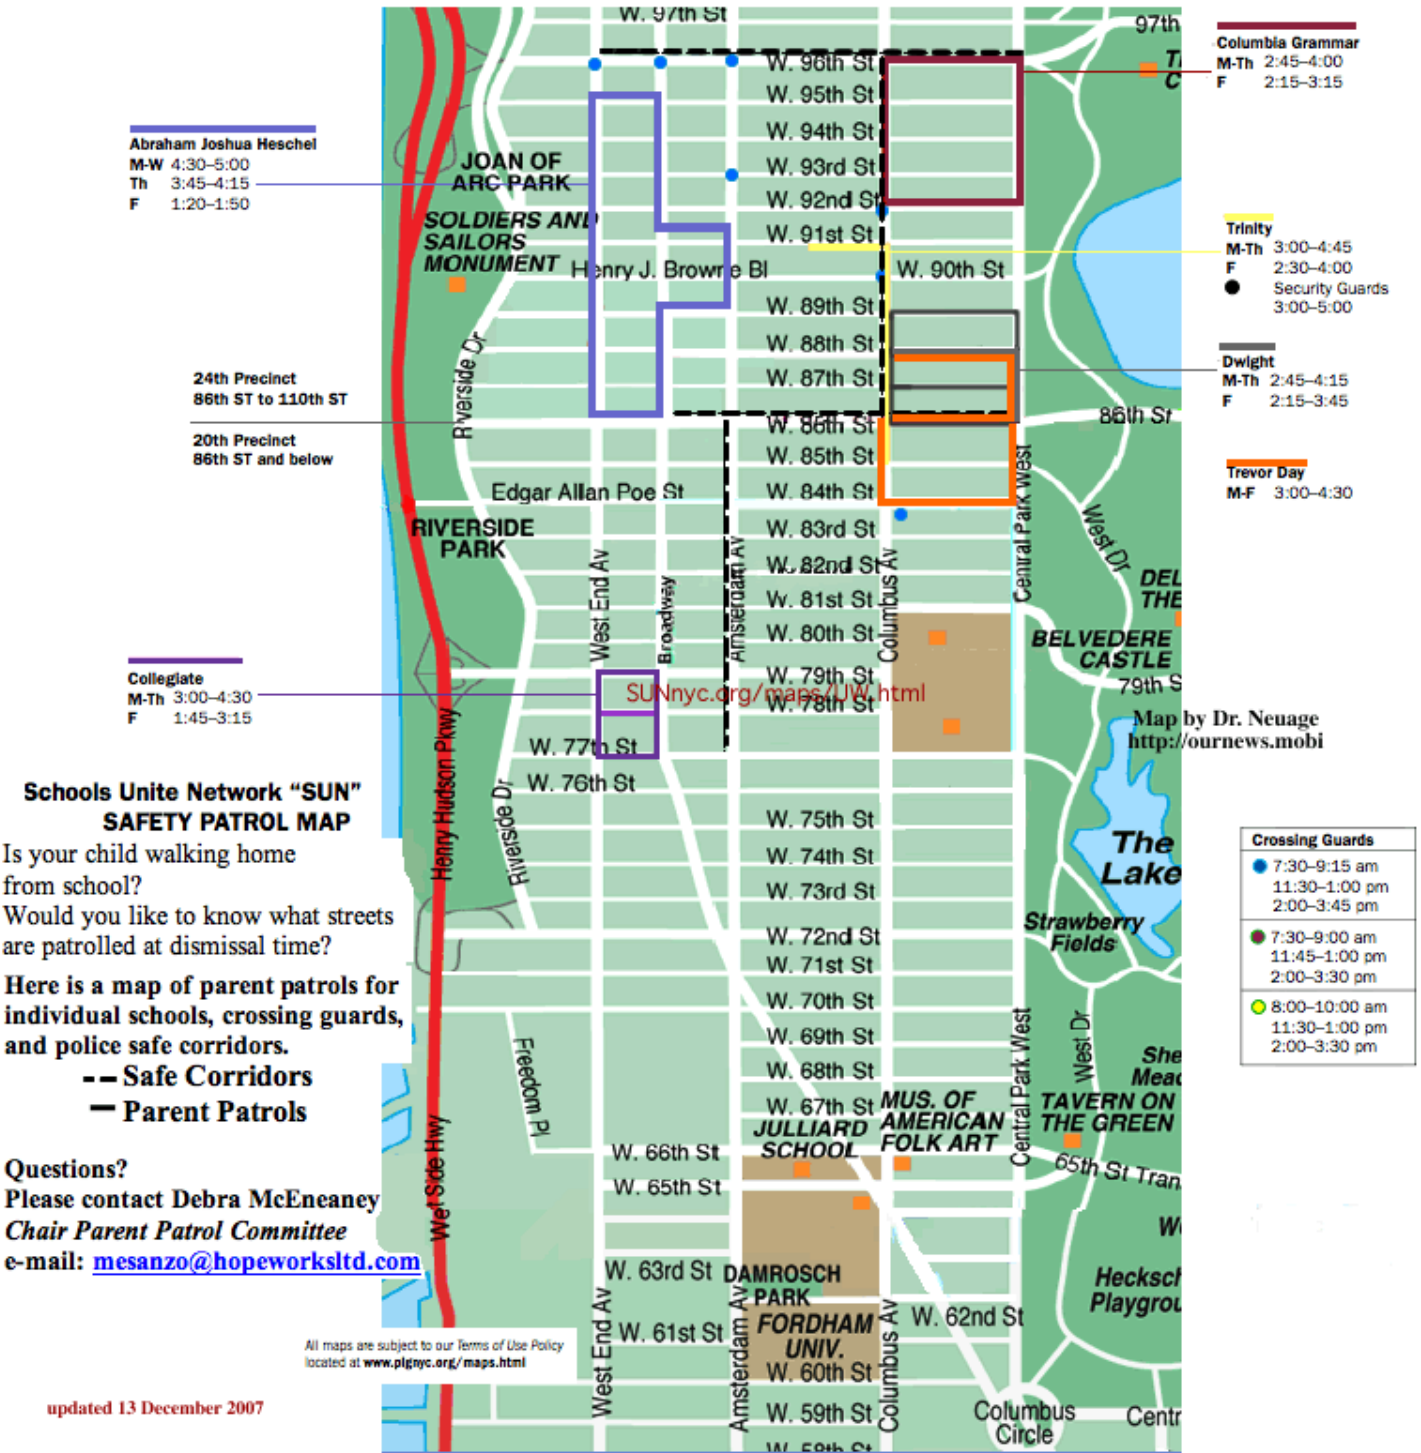 W. 97th St
97th
Columbia Grammar
M-Th 2:45–4:00
F 2:15–3:15
W. 96th St
W. 95th St
W. 94th St
W. 93rd St
W. 92nd St
W. 91st St
Henry J. Browne Bl
W. 90th St
W. 89th St
W. 88th St
W. 87th St
W. 86th St
86th St
W. 85th St
W. 84th St
Edgar Allan Poe St
W. 83rd St
W. 82nd St
W. 81st St
W. 80th St
W. 79th St
79th S
W. 78th St
W. 77th St
W. 76th St
W. 75th St
W. 74th St
W. 73rd St
W. 72nd St
W. 71st St
W. 70th St
W. 69th St
W. 68th St
W. 67th St
W. 66th St
W. 65th St
65th St Tran
W. 63rd St
W. 62nd St
W. 61st St
W. 60th St
W. 59th St
W. 58th St
Abraham Joshua Heschel
M-W 4:30–5:00
Th 3:45–4:15
F 1:20–1:50
JOAN OF
ARC PARK
SOLDIERS AND
SAILORS
MONUMENT
Trinity
M-Th 3:00–4:45
F 2:30–4:00
Security Guards
3:00–5:00
Dwight
M-Th 2:45–4:15
F 2:15–3:45
Trevor Day
M-F 3:00–4:30
24th Precinct
86th ST to 110th ST
20th Precinct
86th ST and below
Riverside Dr
RIVERSIDE
PARK
West End Av
Broadway
Amsterdam Av
Columbus Av
Central Park West
West Dr
DEL
THE
BELVEDERE
CASTLE
Collegiate
M-Th 3:00–4:30
F 1:45–3:15
SUNnyc.org/maps/UW.html
Map by Dr. Neuage
http://ournews.mobi
Henry Hudson Pkwy
Riverside Dr
The
Lake
Strawberry
Fields
Schools Unite Network “SUN”
SAFETY PATROL MAP
Is your child walking home
from school?
Would you like to know what streets
are patrolled at dismissal time?
Here is a map of parent patrols for
individual schools, crossing guards,
and police safe corridors.
Safe Corridors
Parent Patrols
Questions?
Please contact Debra McEneaney
Chair Parent Patrol Committee
e-mail: mesanzo@hopeworksltd.com
Crossing Guards
7:30–9:15 am
11:30–1:00 pm
2:00–3:45 pm
7:30–9:00 am
11:45–1:00 pm
2:00–3:30 pm
8:00–10:00 am
11:30–1:00 pm
2:00–3:30 pm
Freedom Pl
Central Park West
West Dr
She
Mead
MUS. OF
AMERICAN
FOLK ART
JULLIARD
SCHOOL
TAVERN ON
THE GREEN
Wet Side Hwy
DAMROSCH
PARK
FORDHAM
UNIV.
Hecksch
Playgrou
West End Av
Amsterdam Av
Columbus Av
Columbus
Circle
Centr
All maps are subject to our Terms of Use Policy
located at www.plgnyc.org/maps.html
updated 13 December 2007